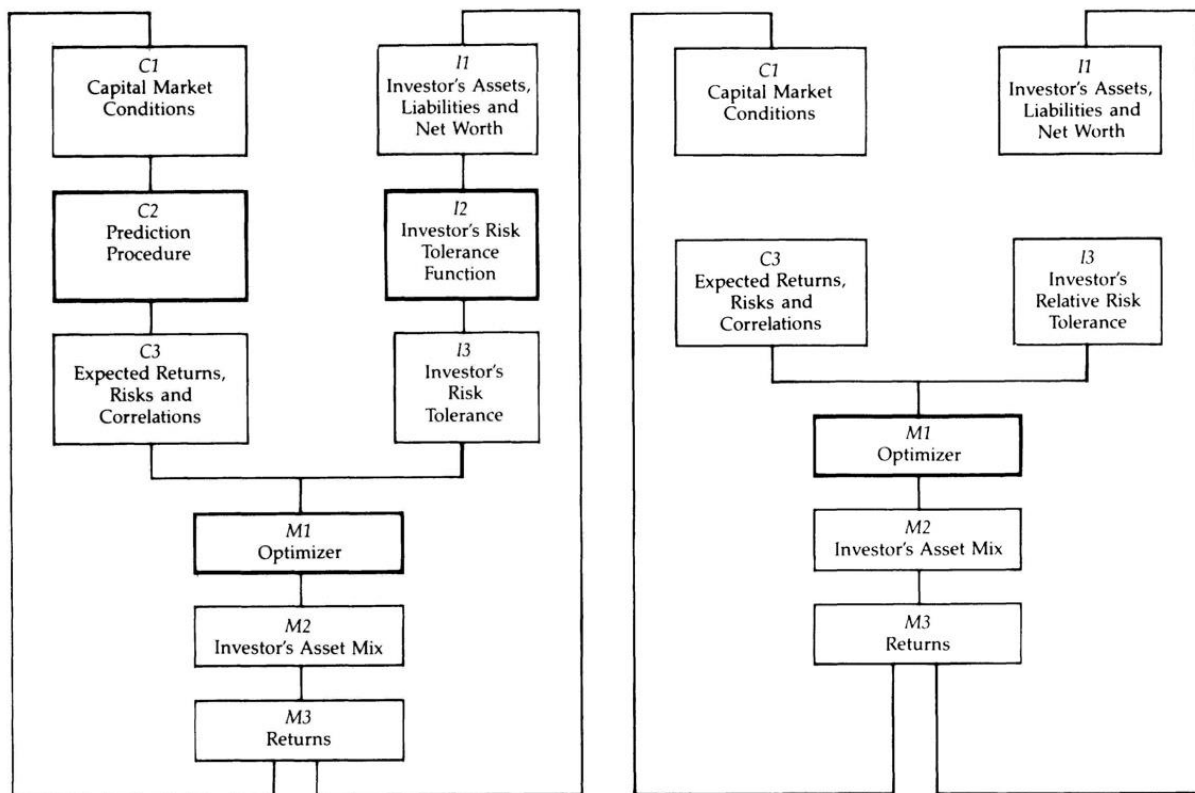 C1
Capital Market
Conditions
I1
Investor's Assets,
Liabilities and
Net Worth
C2
Prediction
Procedure
I2
Investor's Risk
Tolerance
Function
C3
Expected Returns,
Risks and
Correlations
I3
Investor's
Risk
Tolerance
M1
Optimizer
M2
Investor's Asset Mix
M3
Returns
C1
Capital Market
Conditions
I1
Investor's Assets,
Liabilities and
Net Worth
C3
Expected Returns,
Risks and
Correlations
I3
Investor's
Relative Risk
Tolerance
M1
Optimizer
M2
Investor's Asset Mix
M3
Returns